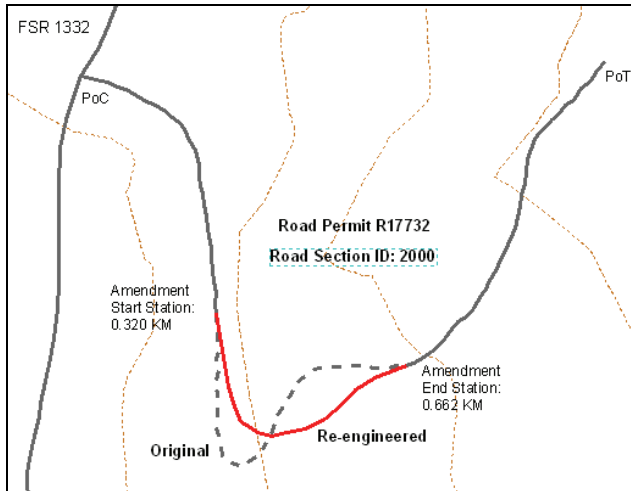 FSR 1332
PoC
PoT
Road Permit R17732
Road Section ID: 2000
Amendment
Start Station:
0.320 KM
Amendment
End Station:
0.662 KM
Original
Re-engineered